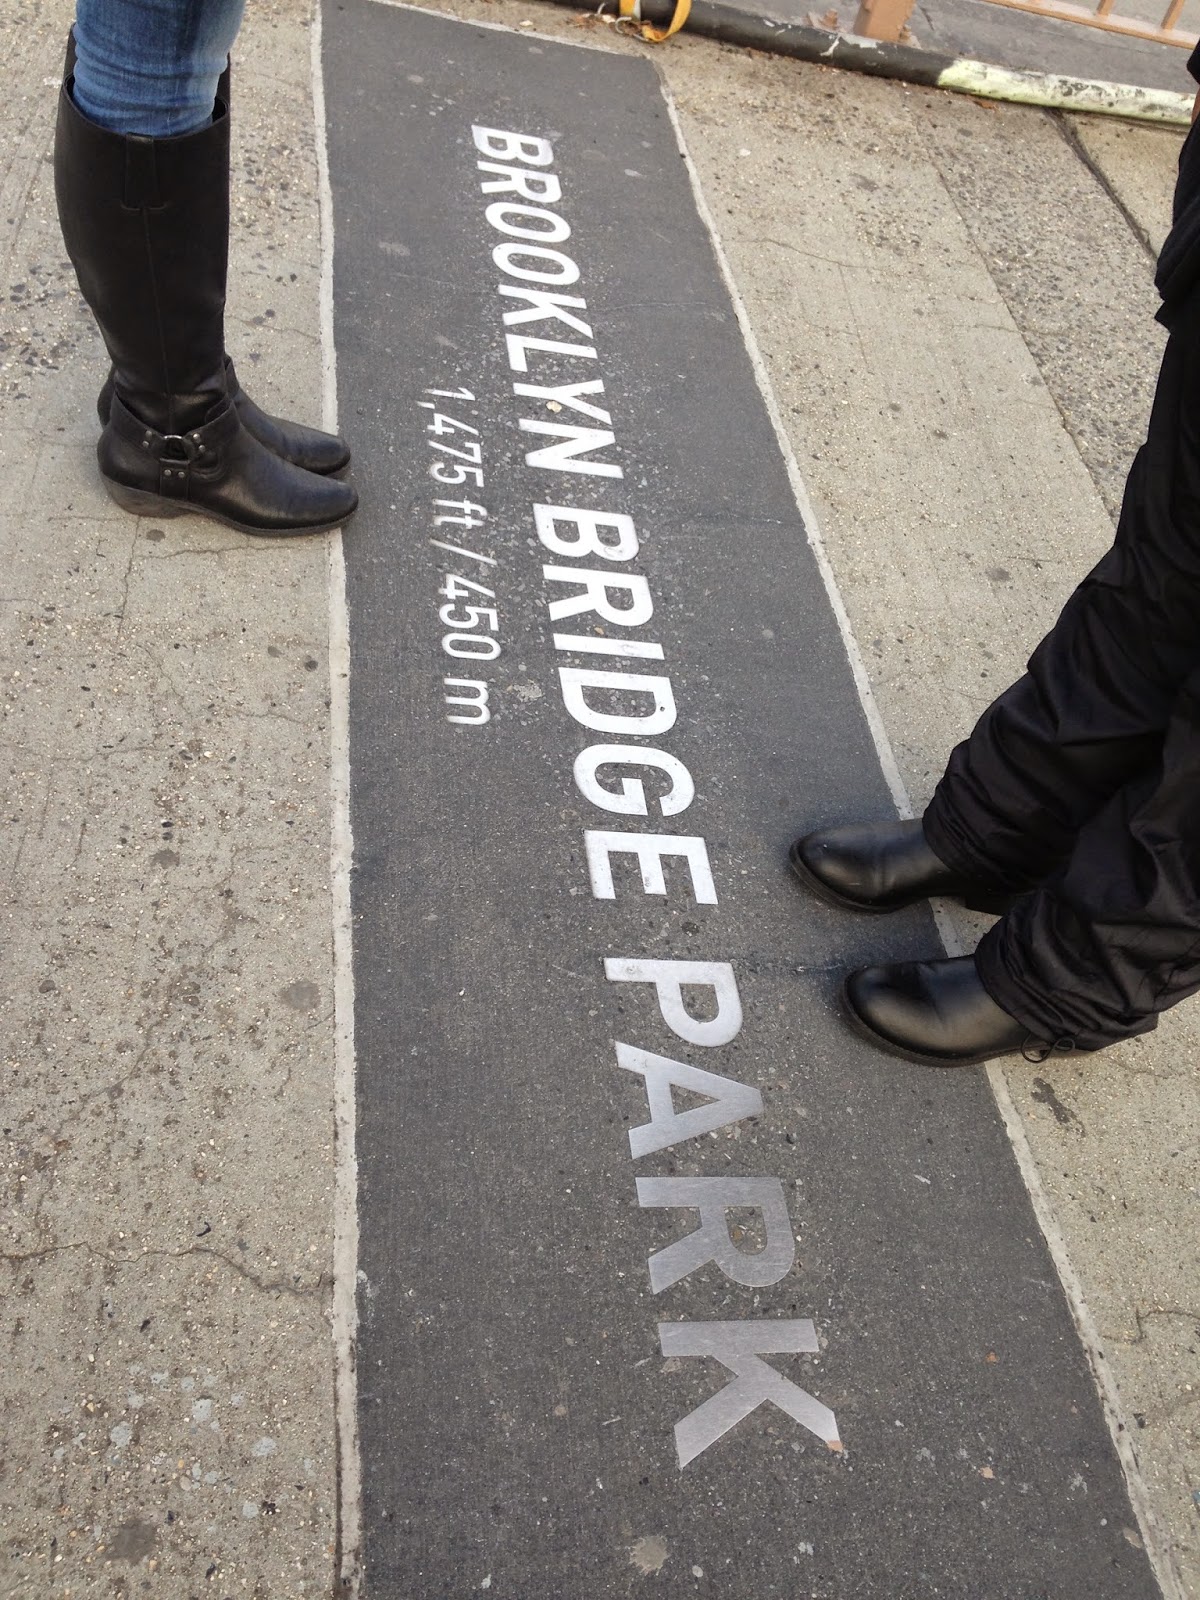 BROOKLYN BRIDGE PARK
1,475 ft / 450 m